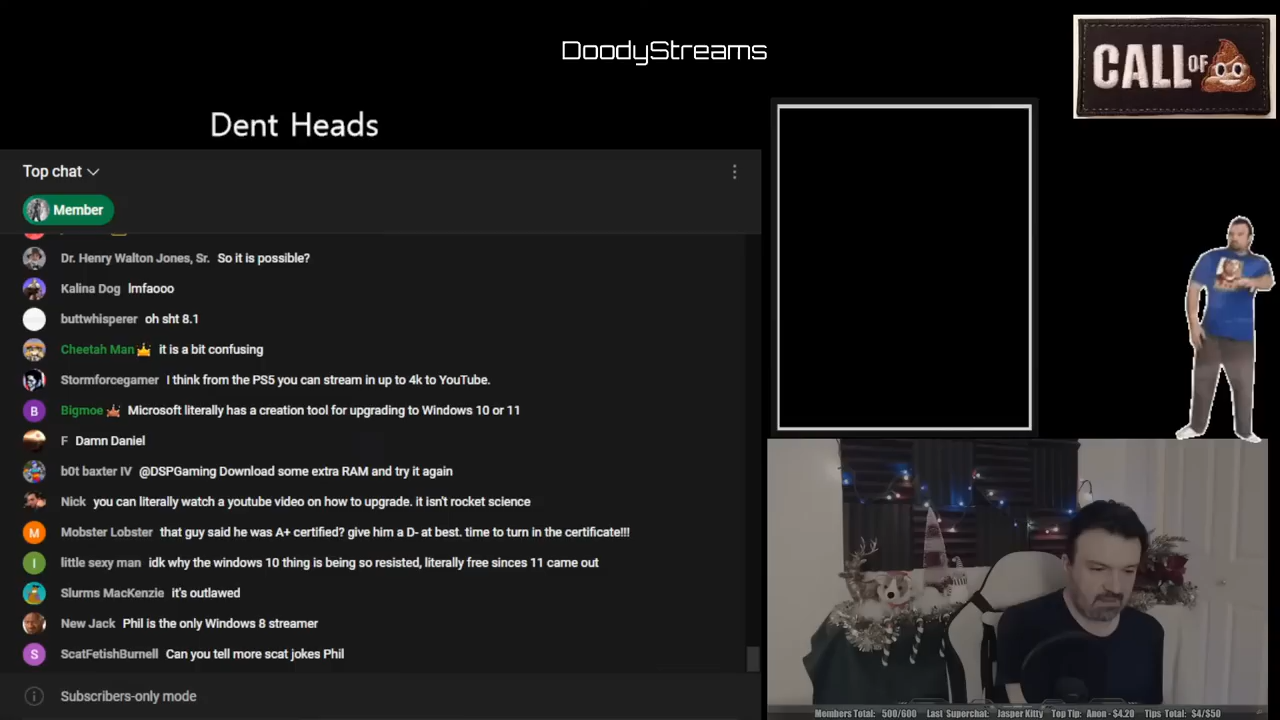 DoodyStreams
CALL OF
Dent Heads
Top chat
Member
Dr. Henry Walton Jones, Sr. So it is possible?
Kalina Dog lmfaooo
buttwhisperer oh sht 8.1
Cheetah Man it is a bit confusing
Stormforcegamer I think from the PS5 you can stream in up to 4k to YouTube.
B Bigmoe Microsoft literally has a creation tool for upgrading to Windows 10 or 11
F Damn Daniel
b0t baxter IV @DSPGaming Download some extra RAM and try it again
Nick you can literally watch a youtube video on how to upgrade. it isn't rocket science
M Mobster Lobster that guy said he was A+ certified? give him a D- at best. time to turn in the certificate!!!
I little sexy man idk why the windows 10 thing is being so resisted, literally free sinces 11 came out
Slurms MacKenzie it's outlawed
New Jack Phil is the only Windows 8 streamer
S ScatFetishBurnell Can you tell more scat jokes Phil
Subscribers-only mode
Members Total: 500/600 Last Superchat: Jasper Kitty Top Tip: Anon - $4.20 Tips Total: $4/$50